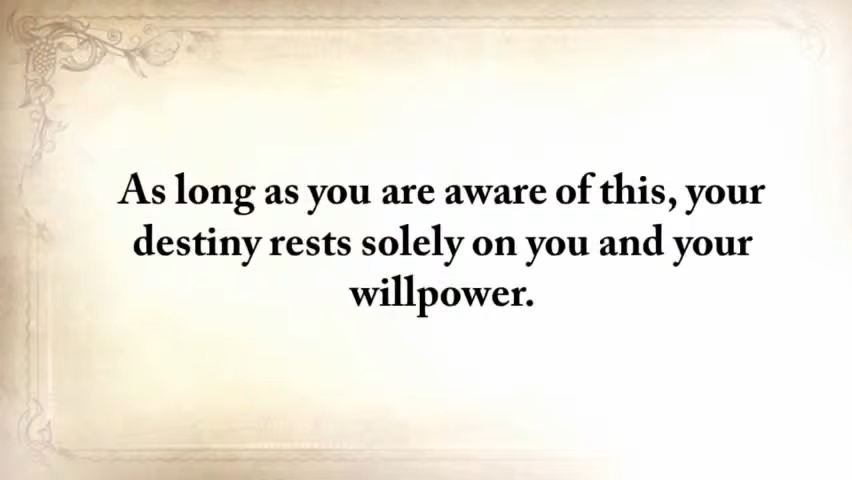 As long as you are aware of this, your
destiny rests solely on you and your
willpower.